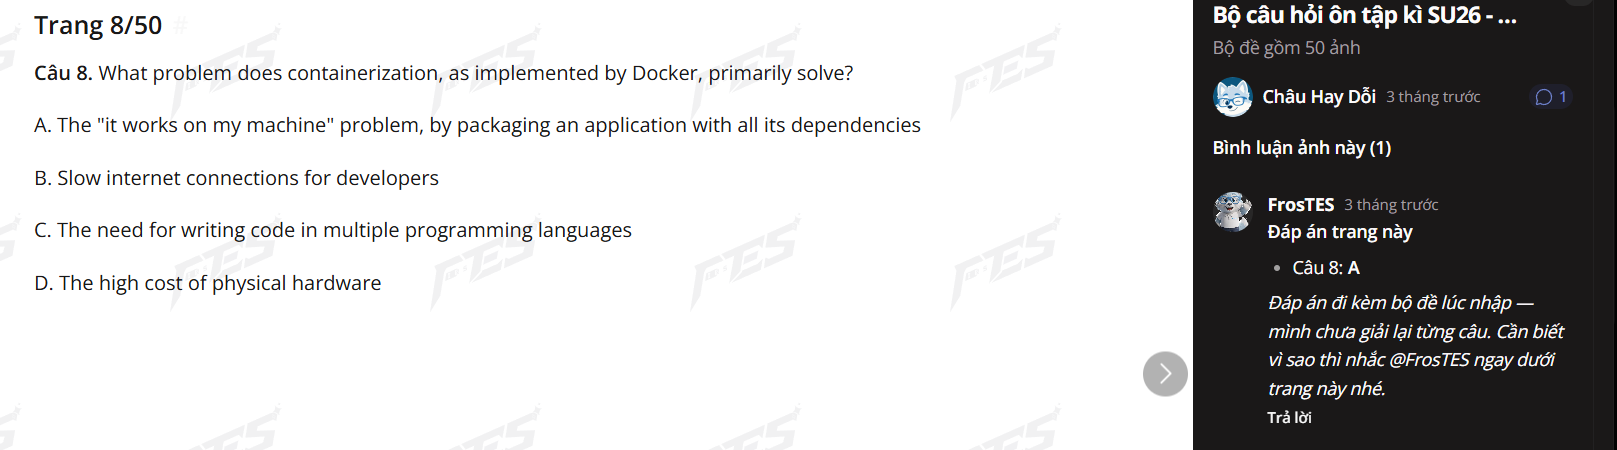 Trang 8/50 #
Câu 8. What problem does containerization, as implemented by Docker, primarily solve?
A. The "it works on my machine" problem, by packaging an application with all its dependencies
B. Slow internet connections for developers
C. The need for writing code in multiple programming languages
D. The high cost of physical hardware
Bộ câu hỏi ôn tập kì SU26 - ...
Bộ đề gồm 50 ảnh
Châu Hay Dỗi 3 tháng trước 1
Bình luận ảnh này (1)
FrosTES 3 tháng trước
Đáp án trang này
• Câu 8: A
Đáp án đi kèm bộ đề lúc nhập —
mình chưa giải lại từng câu. Cần biết
vì sao thì nhắc @FrosTES ngay dưới
trang này nhé.
Trả lời